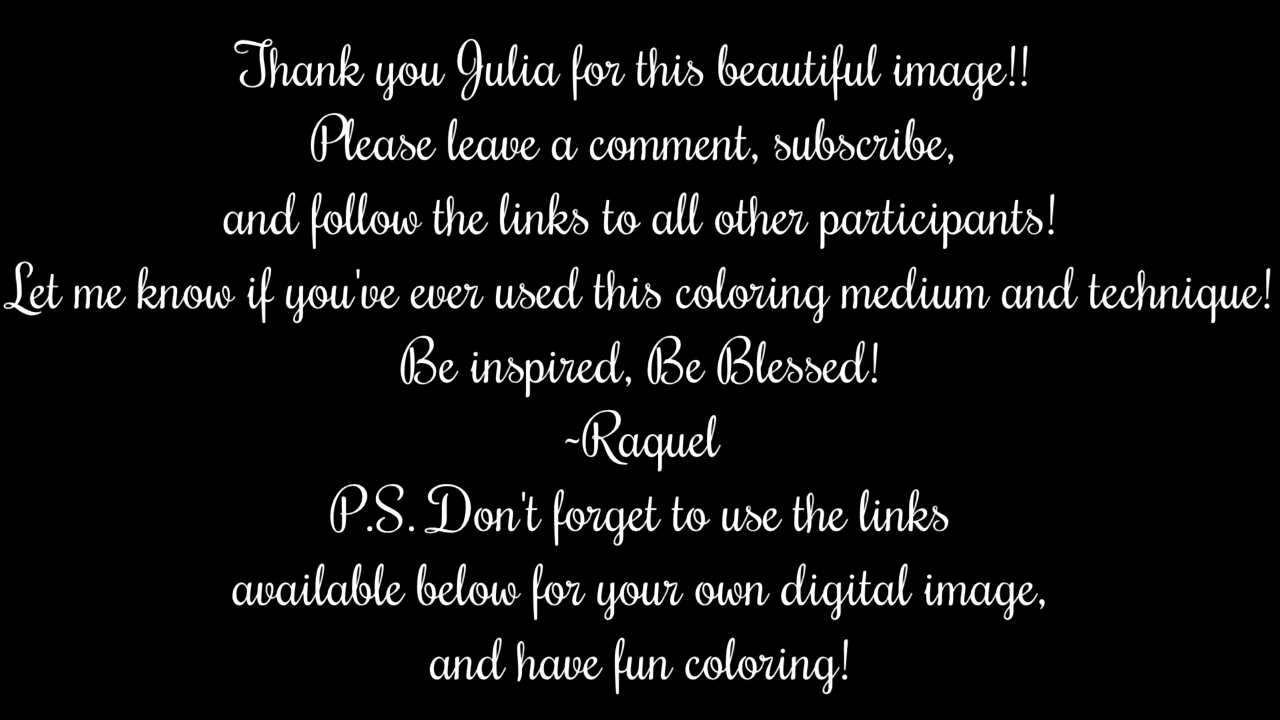 Thank you Julia for this beautiful image!!
Please leave a comment, subscribe,
and follow the links to all other participants!
Let me know if you've ever used this coloring medium and technique!
Be inspired, Be Blessed!
~Raquel
P.S. Don't forget to use the links
available below for your own digital image,
and have fun coloring!